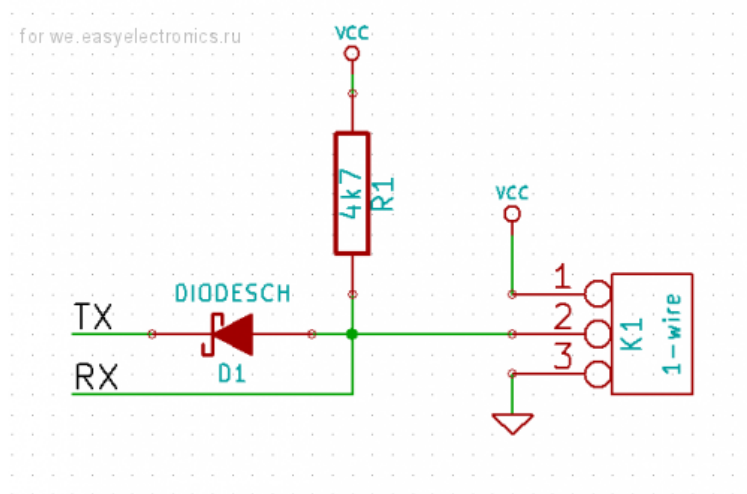 for we.easyelectronics.ru
VCC
4k7
R1
VCC
DIODESCH
TX
D1
RX
1
2
3
K1
1-wire